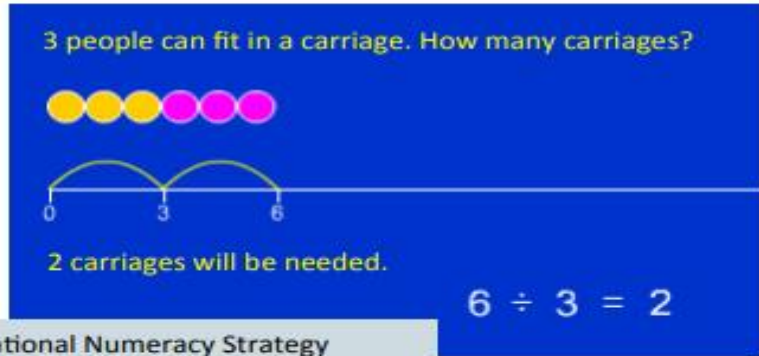 3 people can fit in a carriage. How many carriages?
0 3 6
2 carriages will be needed.
6 ÷ 3 = 2
ational Numeracy Strategy